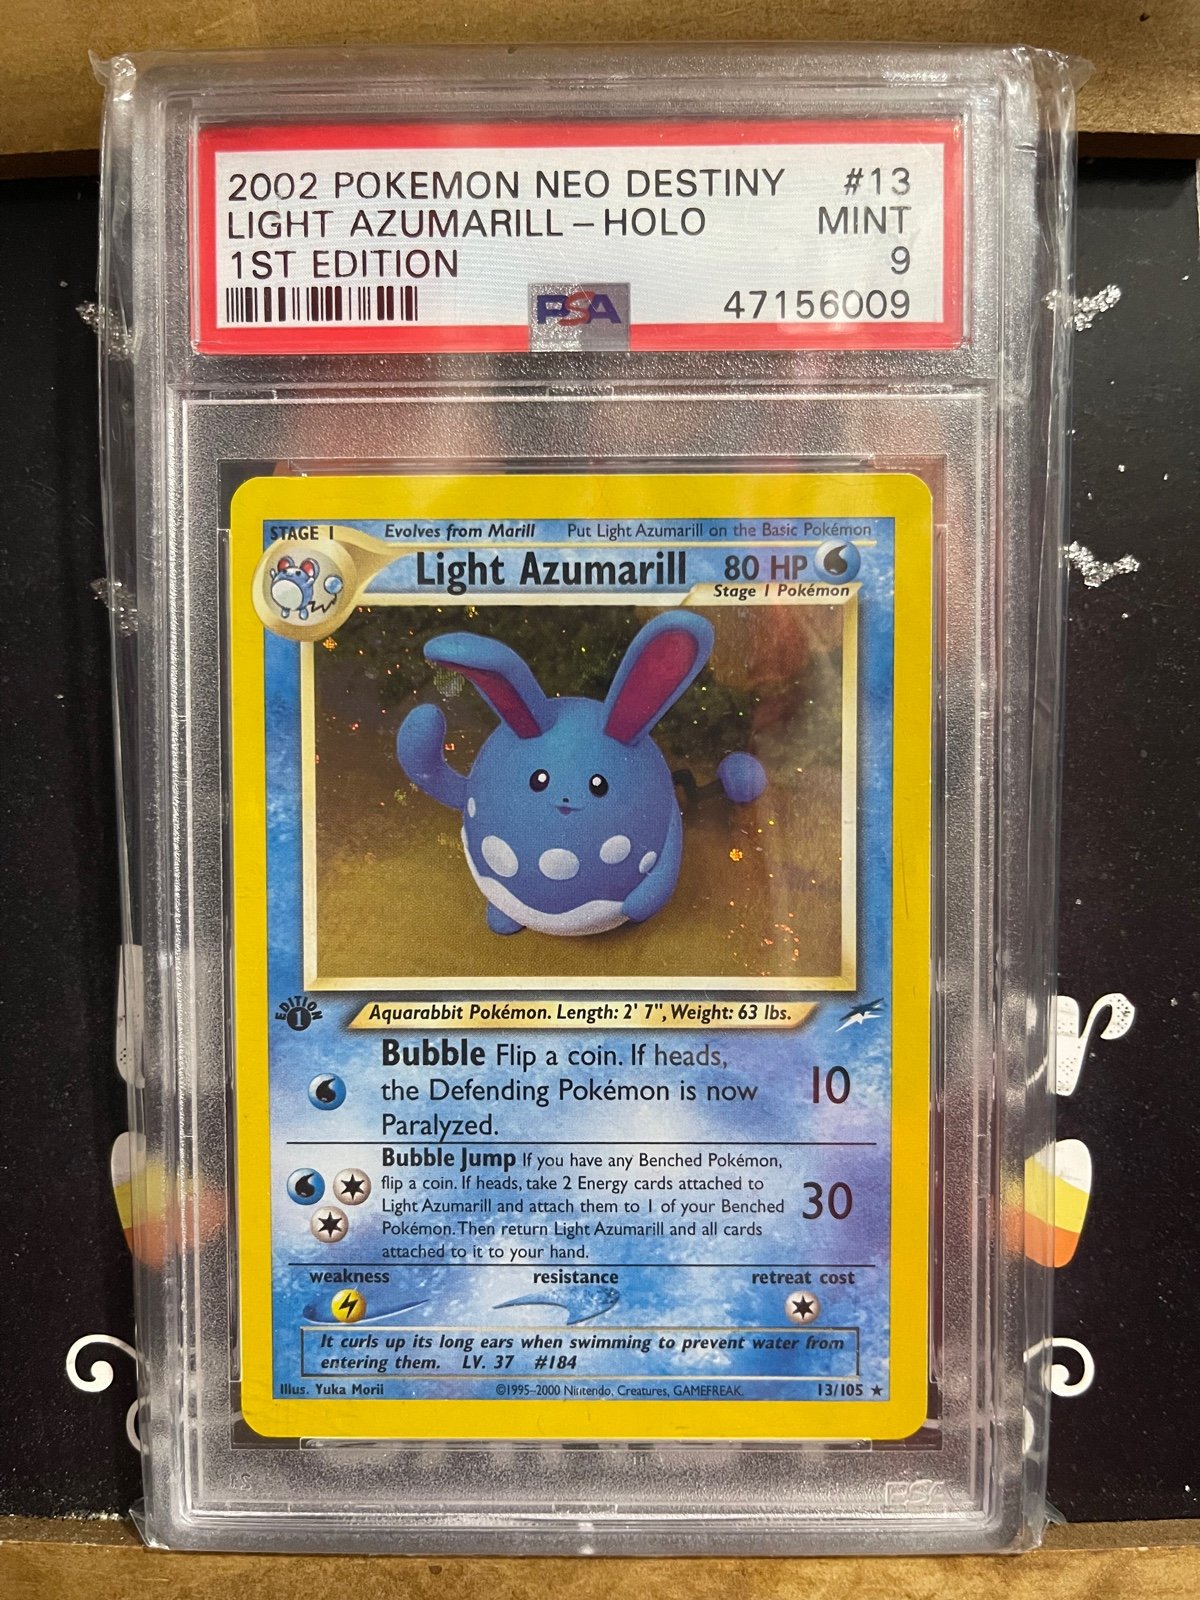 2002 POKEMON NEO DESTINY #13
LIGHT AZUMARILL – HOLO MINT
1ST EDITION 9
PSA 47156009
STAGE 1 Evolves from Marill Put Light Azumarill on the Basic Pokémon
Light Azumarill 80 HP
Stage 1 Pokémon
EDITION
1
Aquarabbit Pokémon. Length: 2' 7", Weight: 63 lbs.
Bubble Flip a coin. If heads,
the Defending Pokémon is now 10
Paralyzed.
Bubble Jump If you have any Benched Pokémon,
flip a coin. If heads, take 2 Energy cards attached to
Light Azumarill and attach them to 1 of your Benched 30
Pokémon. Then return Light Azumarill and all cards
attached to it to your hand.
weakness resistance retreat cost
It curls up its long ears when swimming to prevent water from
entering them. LV. 37 #184
Illus. Yuka Morii ©1995–2000 Nintendo, Creatures, GAMEFREAK. 13/105 ★
PSA